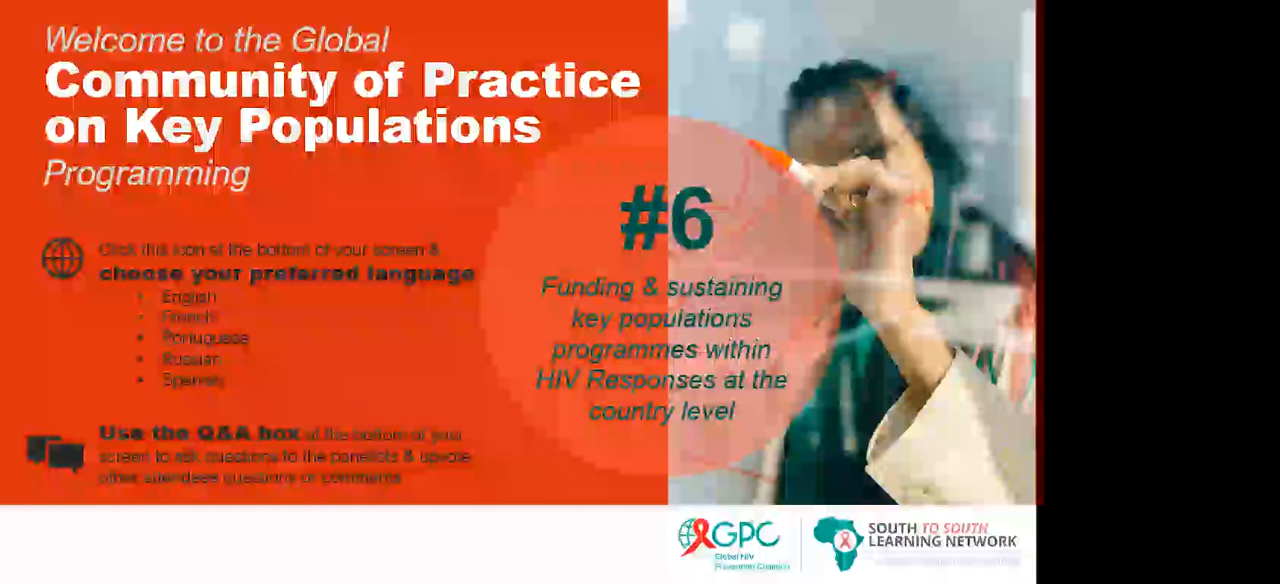 Welcome to the Global
Community of Practice
on Key Populations
Programming
Click this icon at the bottom of your screen &
choose your preferred language
• English
• French
• Portuguese
• Russian
• Spanish
Use the Q&A box at the bottom of your
screen to ask questions to the panelists & upvote
other attendees questions or comments
#6
Funding & sustaining
key populations
programmes within
HIV Responses at the
country level
GPC
Global HIV
Prevention Coalition
SOUTH TO SOUTH
LEARNING NETWORK